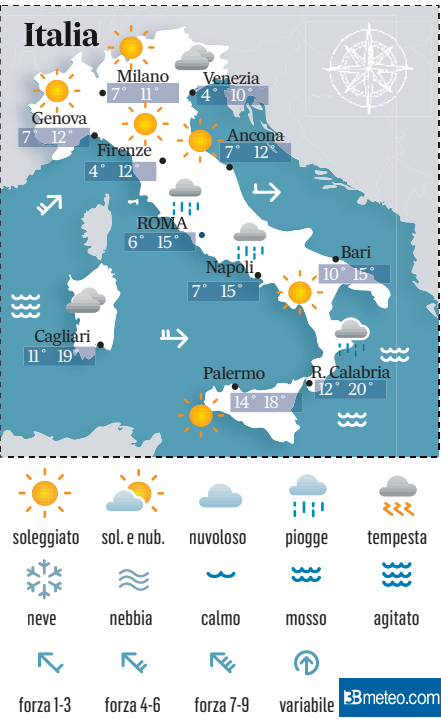 Italia
Milano
7° 11°
Venezia
4° 10°
Genova
7° 12°
Ancona
7° 12°
Firenze
4° 12°
ROMA
6° 15°
Bari
10° 15°
Napoli
7° 15°
Cagliari
11° 19°
Palermo
14° 18°
R. Calabria
12° 20°
soleggiato sol. e nub. nuvoloso piogge tempesta
neve nebbia calmo mosso agitato
forza 1-3 forza 4-6 forza 7-9 variabile
3Bmeteo.com